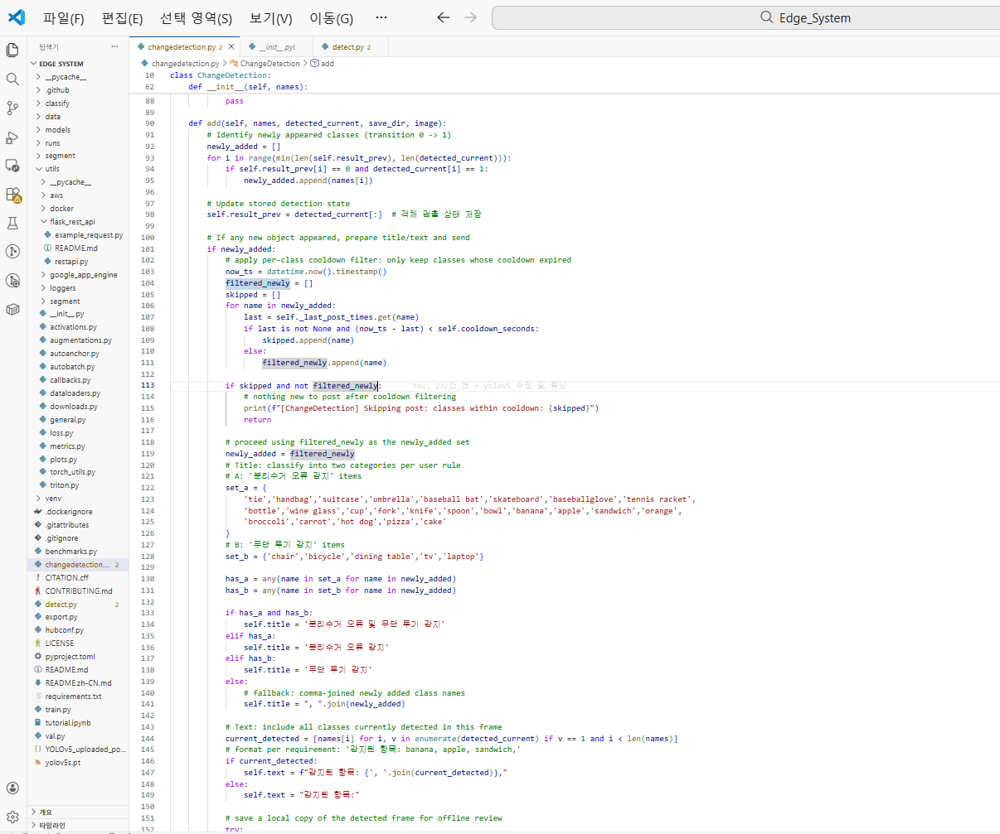 파일(F) 편집(E) 선택 영역(S) 보기(V) 이동(G) ··· Edge_System
탐색기 ···
EDGE SYSTEM
__pycache__
.github
classify
data
models
runs
segment
utils
__pycache__
aws
docker
flask_rest_api
example_request.py
README.md
restapi.py
google_app_engine
loggers
segment
__init__.py
activations.py
augmentations.py
autoanchor.py
autobatch.py
callbacks.py
dataloaders.py
downloads.py
general.py
loss.py
metrics.py
plots.py
torch_utils.py
triton.py
venv
.dockerignore
.gitattributes
.gitignore
benchmarks.py
changedetection.... 2
CITATION.cff
CONTRIBUTING.md
detect.py 2
export.py
hubconf.py
LICENSE
pyproject.toml
README.md
README.zh-CN.md
requirements.txt
train.py
tutorial.ipynb
val.py
YOLOv5_uploaded_po...
yolov5s.pt
개요
타임라인
changedetection.py 2 × __init__.pyi detect.py 2
changedetection.py > ChangeDetection > add
10 class ChangeDetection:
62 def __init__(self, names):
88 pass
89
90 def add(self, names, detected_current, save_dir, image):
91 # Identify newly appeared classes (transition 0 -> 1)
92 newly_added = []
93 for i in range(min(len(self.result_prev), len(detected_current))):
94 if self.result_prev[i] == 0 and detected_current[i] == 1:
95 newly_added.append(names[i])
96
97 # Update stored detection state
98 self.result_prev = detected_current[:] # 객체 검출 상태 저장
99
100 # If any new object appeared, prepare title/text and send
101 if newly_added:
102 # apply per-class cooldown filter: only keep classes whose cooldown expired
103 now_ts = datetime.now().timestamp()
104 filtered_newly = []
105 skipped = []
106 for name in newly_added:
107 last = self._last_post_times.get(name)
108 if last is not None and (now_ts - last) < self.cooldown_seconds:
109 skipped.append(name)
110 else:
111 filtered_newly.append(name)
112
113 if skipped and not filtered_newly: You, 2시간 전 • yolov5 수정 및 튜닝
114 # nothing new to post after cooldown filtering
115 print(f"[ChangeDetection] Skipping post: classes within cooldown: {skipped}")
116 return
117
118 # proceed using filtered_newly as the newly_added set
119 newly_added = filtered_newly
120 # Title: classify into two categories per user rule
121 # A: '분리수거 오류 감지' items
122 set_a = {
123 'tie','handbag','suitcase','umbrella','baseball bat','skateboard','baseballglove','tennis racket',
124 'bottle','wine glass','cup','fork','knife','spoon','bowl','banana','apple','sandwich','orange',
125 'broccoli','carrot','hot dog','pizza','cake'
126 }
127 # B: '무단 투기 감지' items
128 set_b = {'chair','bicycle','dining table','tv','laptop'}
129
130 has_a = any(name in set_a for name in newly_added)
131 has_b = any(name in set_b for name in newly_added)
132
133 if has_a and has_b:
134 self.title = '분리수거 오류 및 무단 투기 감지'
135 elif has_a:
136 self.title = '분리수거 오류 감지'
137 elif has_b:
138 self.title = '무단 투기 감지'
139 else:
140 # fallback: comma-joined newly added class names
141 self.title = ", ".join(newly_added)
142
143 # Text: include all classes currently detected in this frame
144 current_detected = [names[i] for i, v in enumerate(detected_current) if v == 1 and i < len(names)]
145 # format per requirement: '감지된 항목: banana, apple, sandwich,'
146 if current_detected:
147 self.text = f"감지된 항목: {', '.join(current_detected)},"
148 else:
149 self.text = "감지된 항목:"
150
151 # save a local copy of the detected frame for offline review
152 try: